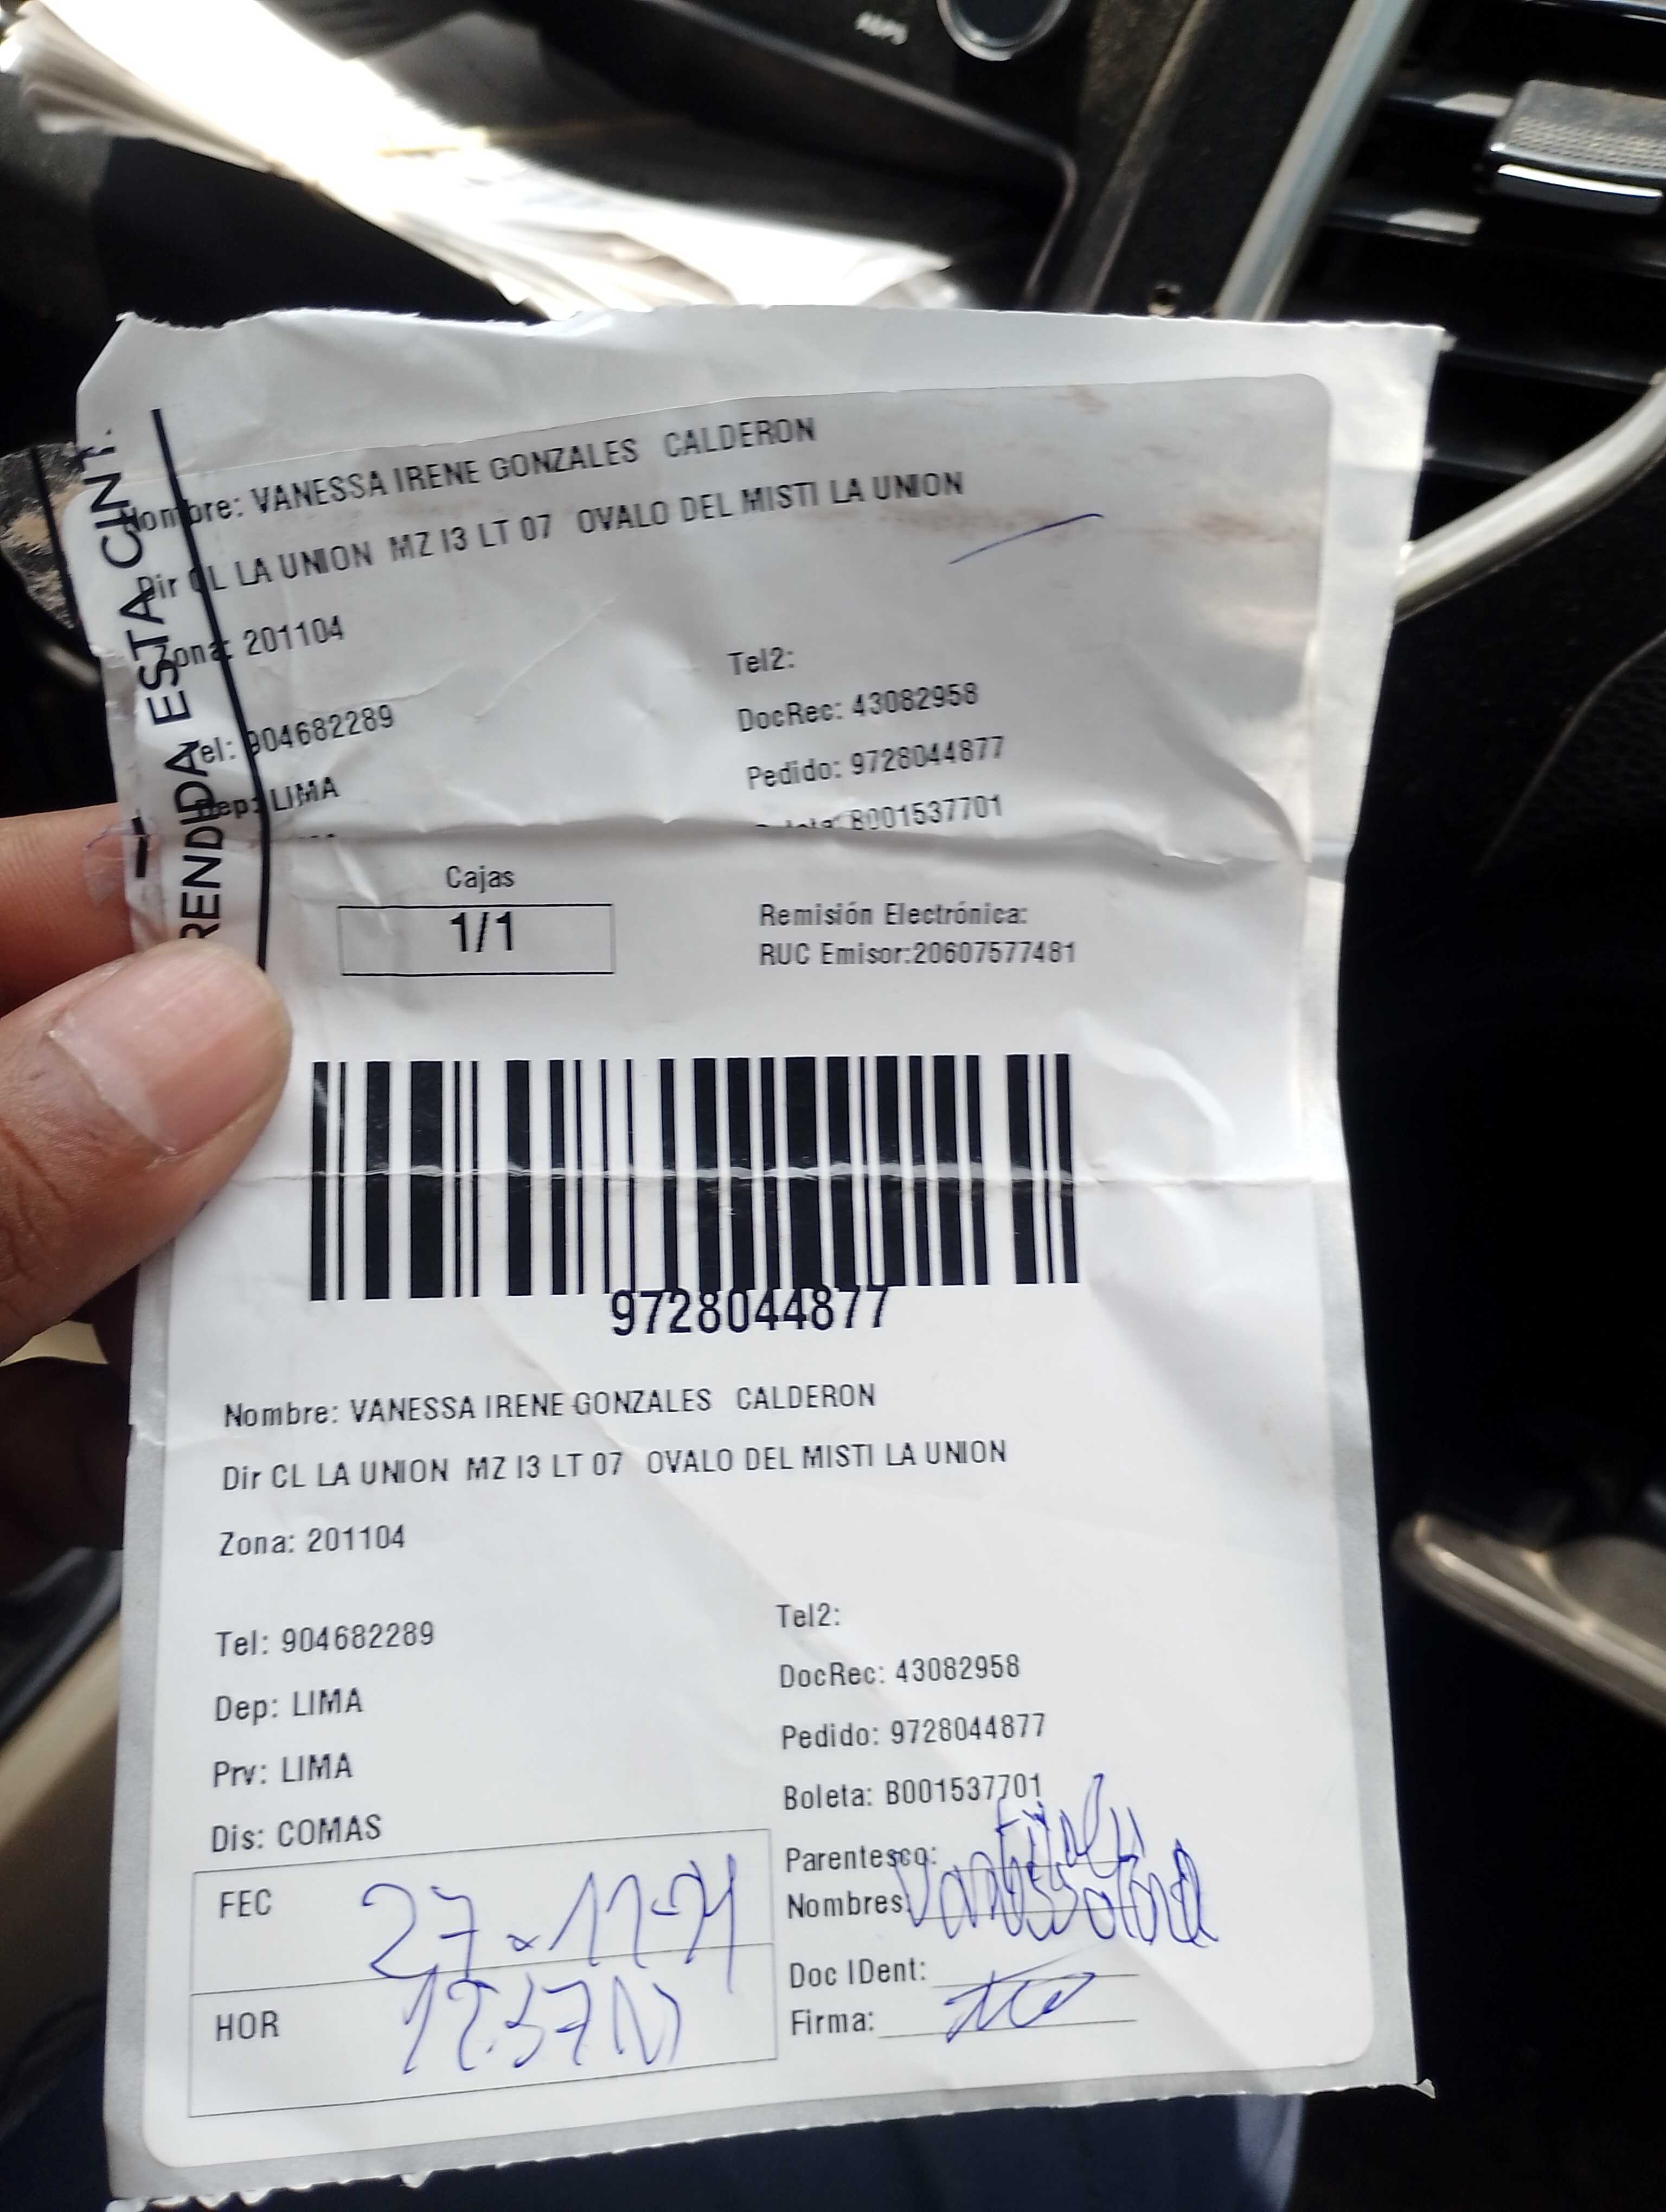 RENDIDA ESTA CINT
Nombre: VANESSA IRENE GONZALES CALDERON
Dir CL LA UNION MZ I3 LT 07 OVALO DEL MISTI LA UNION
Zona: 201104
Tel2:
Tel: 904682289
DocRec: 43082958
Dep: LIMA
Pedido: 9728044877
Boleta: B001537701
Cajas
1/1
Remisión Electrónica:
RUC Emisor:20607577481
9728044877
Nombre: VANESSA IRENE GONZALES CALDERON
Dir CL LA UNION MZ I3 LT 07 OVALO DEL MISTI LA UNION
Zona: 201104
Tel2:
Tel: 904682289
DocRec: 43082958
Dep: LIMA
Pedido: 9728044877
Prv: LIMA
Boleta: B001537701
Dis: COMAS
Parentesco:
FEC
Nombres:
Doc IDent:
HOR
Firma: